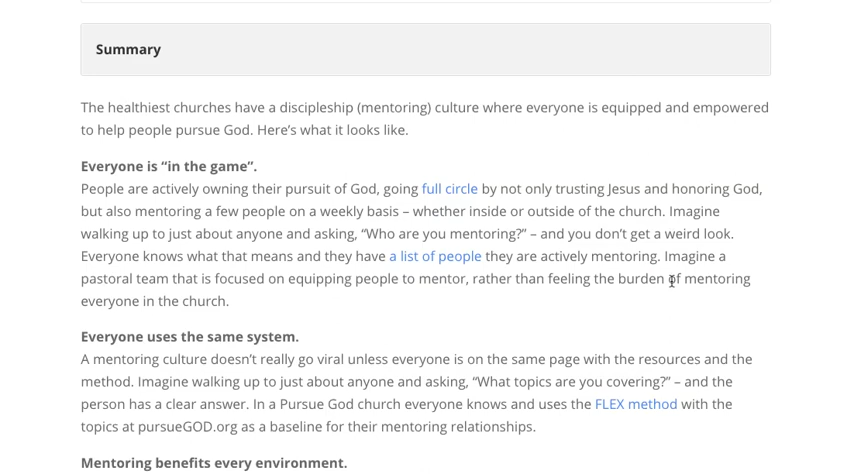 Summary
The healthiest churches have a discipleship (mentoring) culture where everyone is equipped and empowered
to help people pursue God. Here’s what it looks like.
Everyone is “in the game”.
People are actively owning their pursuit of God, going full circle by not only trusting Jesus and honoring God,
but also mentoring a few people on a weekly basis – whether inside or outside of the church. Imagine
walking up to just about anyone and asking, “Who are you mentoring?” – and you don’t get a weird look.
Everyone knows what that means and they have a list of people they are actively mentoring. Imagine a
pastoral team that is focused on equipping people to mentor, rather than feeling the burden of mentoring
everyone in the church.
Everyone uses the same system.
A mentoring culture doesn’t really go viral unless everyone is on the same page with the resources and the
method. Imagine walking up to just about anyone and asking, “What topics are you covering?” – and the
person has a clear answer. In a Pursue God church everyone knows and uses the FLEX method with the
topics at pursueGOD.org as a baseline for their mentoring relationships.
Mentoring benefits every environment.